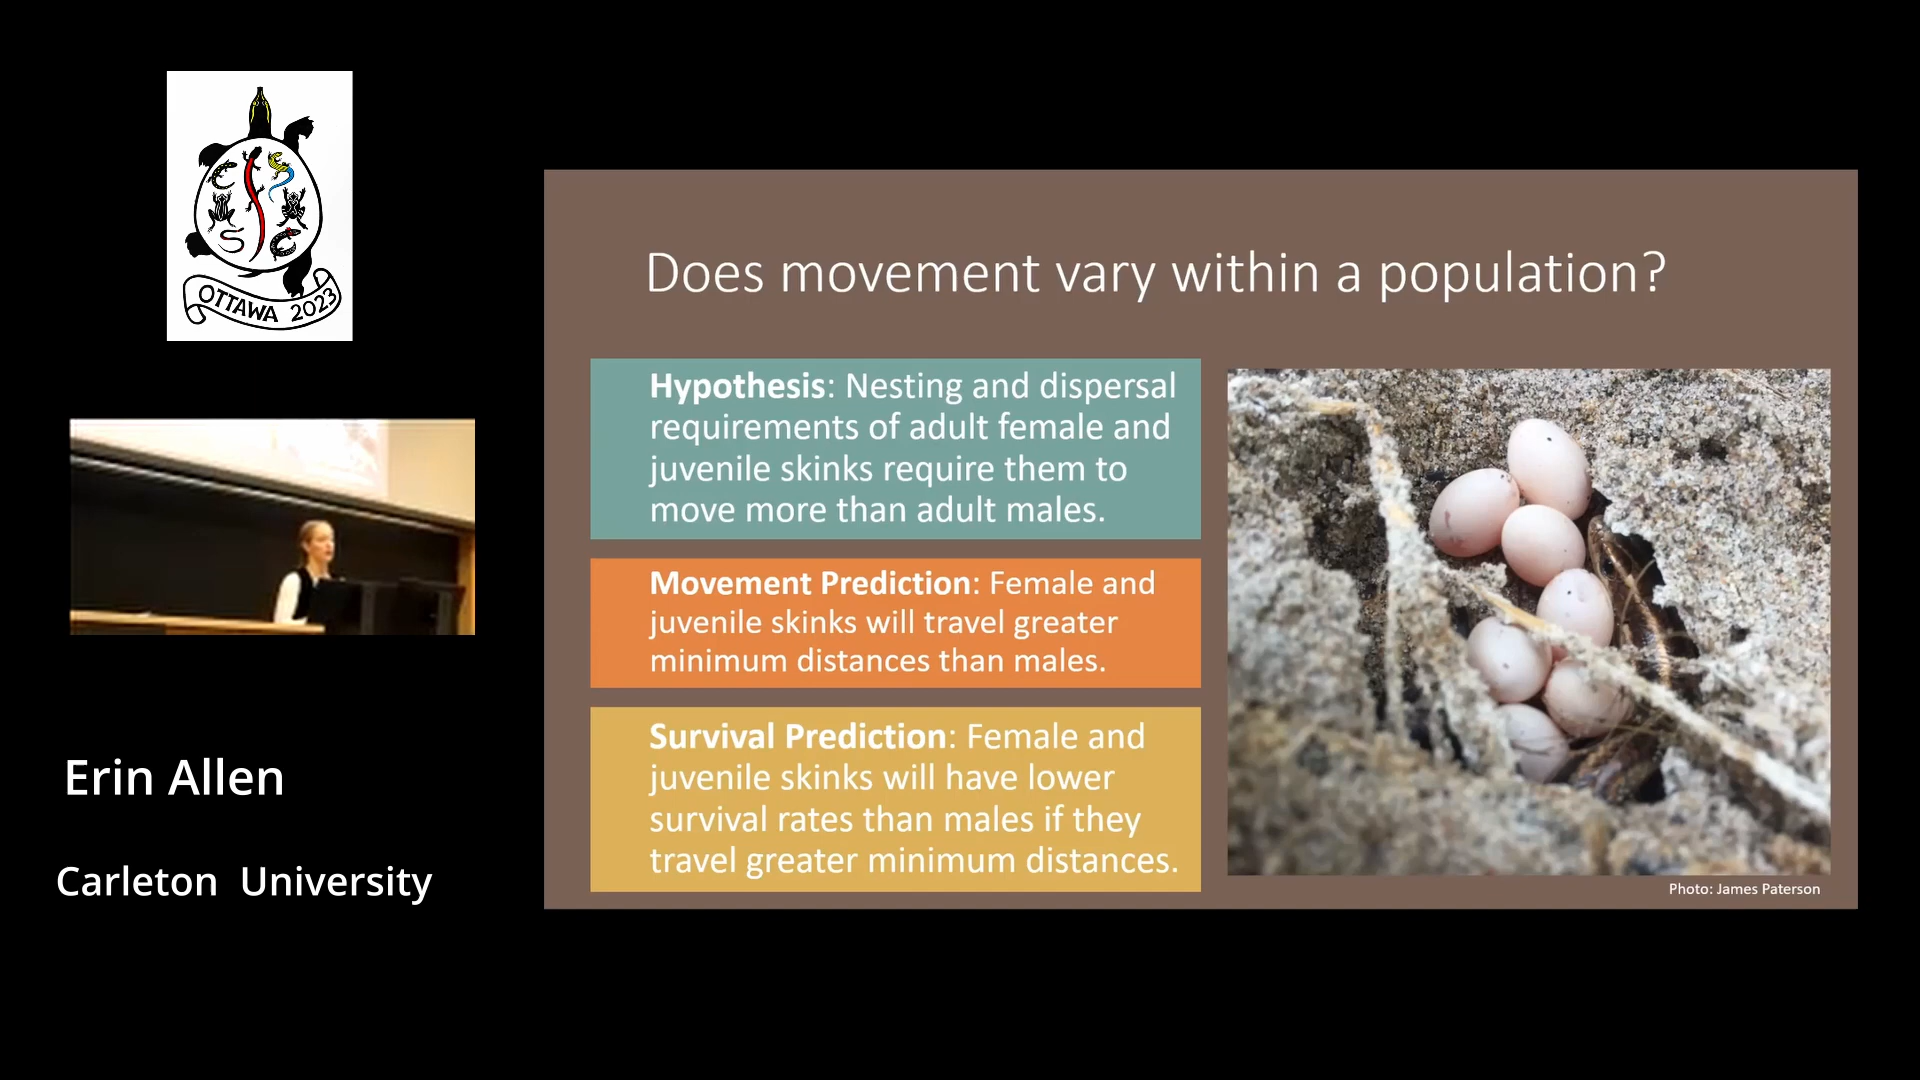 OTTAWA 2023
Erin Allen
Carleton University
Does movement vary within a population?
Hypothesis: Nesting and dispersal
requirements of adult female and
juvenile skinks require them to
move more than adult males.
Movement Prediction: Female and
juvenile skinks will travel greater
minimum distances than males.
Survival Prediction: Female and
juvenile skinks will have lower
survival rates than males if they
travel greater minimum distances.
Photo: James Paterson